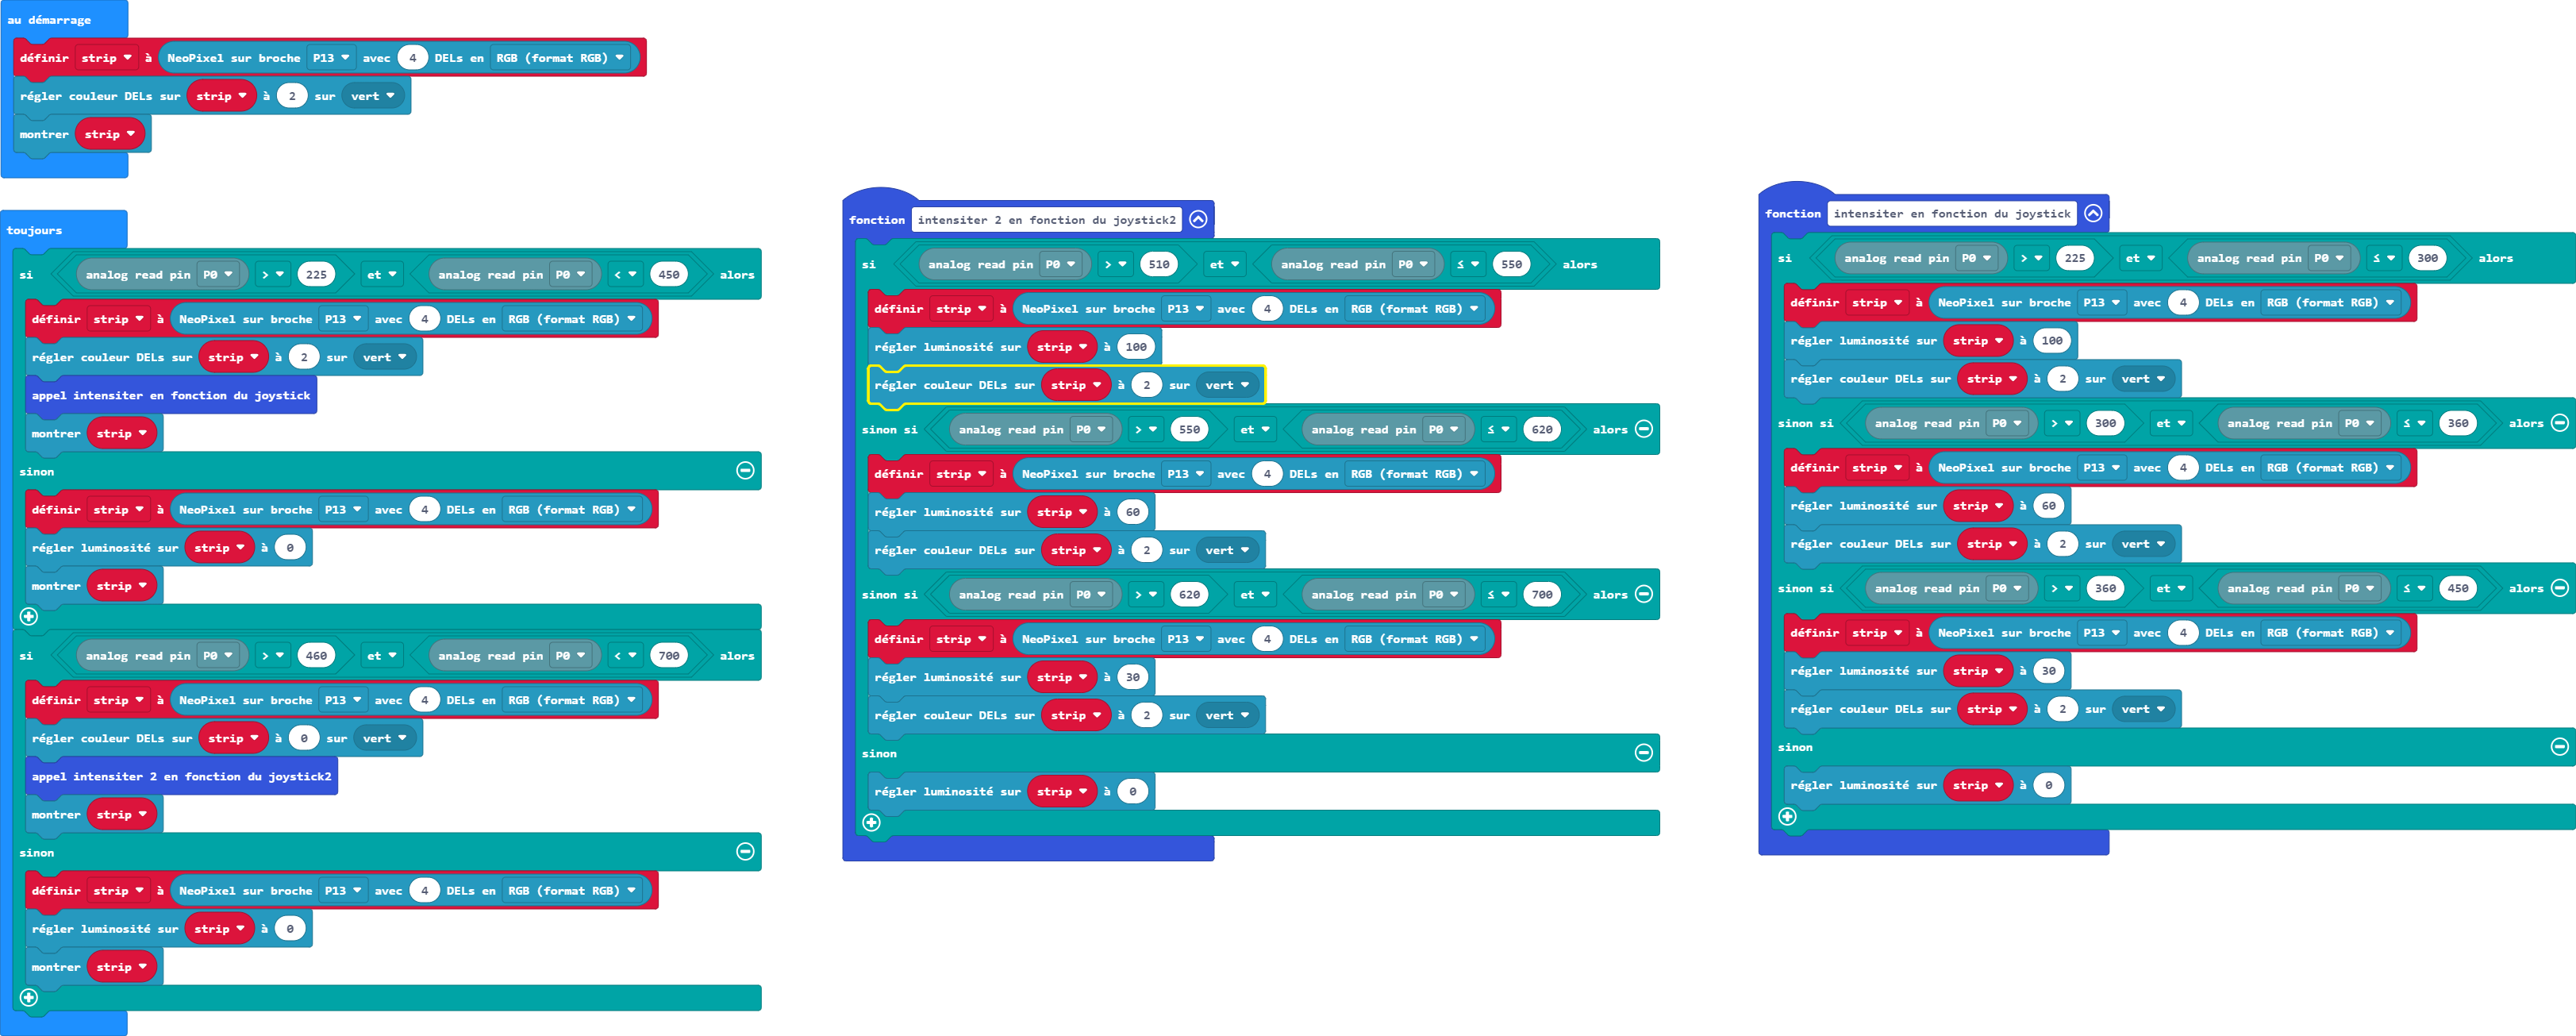 au démarrage
définir strip à NeoPixel sur broche P13 avec 4 DELs en RGB (format RGB)
régler couleur DELs sur strip à 2 sur vert
montrer strip
toujours
si analog read pin P0 > 225 et analog read pin P0 < 450 alors
définir strip à NeoPixel sur broche P13 avec 4 DELs en RGB (format RGB)
régler couleur DELs sur strip à 2 sur vert
appel intensiter en fonction du joystick
montrer strip
sinon
définir strip à NeoPixel sur broche P13 avec 4 DELs en RGB (format RGB)
régler luminosité sur strip à 0
montrer strip
si analog read pin P0 > 460 et analog read pin P0 < 700 alors
définir strip à NeoPixel sur broche P13 avec 4 DELs en RGB (format RGB)
régler couleur DELs sur strip à 0 sur vert
appel intensiter 2 en fonction du joystick2
montrer strip
sinon
définir strip à NeoPixel sur broche P13 avec 4 DELs en RGB (format RGB)
régler luminosité sur strip à 0
montrer strip
fonction intensiter 2 en fonction du joystick2
si analog read pin P0 > 510 et analog read pin P0 ≤ 550 alors
définir strip à NeoPixel sur broche P13 avec 4 DELs en RGB (format RGB)
régler luminosité sur strip à 100
régler couleur DELs sur strip à 2 sur vert
sinon si analog read pin P0 > 550 et analog read pin P0 ≤ 620 alors
définir strip à NeoPixel sur broche P13 avec 4 DELs en RGB (format RGB)
régler luminosité sur strip à 60
régler couleur DELs sur strip à 2 sur vert
sinon si analog read pin P0 > 620 et analog read pin P0 ≤ 700 alors
définir strip à NeoPixel sur broche P13 avec 4 DELs en RGB (format RGB)
régler luminosité sur strip à 30
régler couleur DELs sur strip à 2 sur vert
sinon
régler luminosité sur strip à 0
fonction intensiter en fonction du joystick
si analog read pin P0 > 225 et analog read pin P0 ≤ 300 alors
définir strip à NeoPixel sur broche P13 avec 4 DELs en RGB (format RGB)
régler luminosité sur strip à 100
régler couleur DELs sur strip à 2 sur vert
sinon si analog read pin P0 > 300 et analog read pin P0 ≤ 360 alors
définir strip à NeoPixel sur broche P13 avec 4 DELs en RGB (format RGB)
régler luminosité sur strip à 60
régler couleur DELs sur strip à 2 sur vert
sinon si analog read pin P0 > 360 et analog read pin P0 ≤ 450 alors
définir strip à NeoPixel sur broche P13 avec 4 DELs en RGB (format RGB)
régler luminosité sur strip à 30
régler couleur DELs sur strip à 2 sur vert
sinon
régler luminosité sur strip à 0